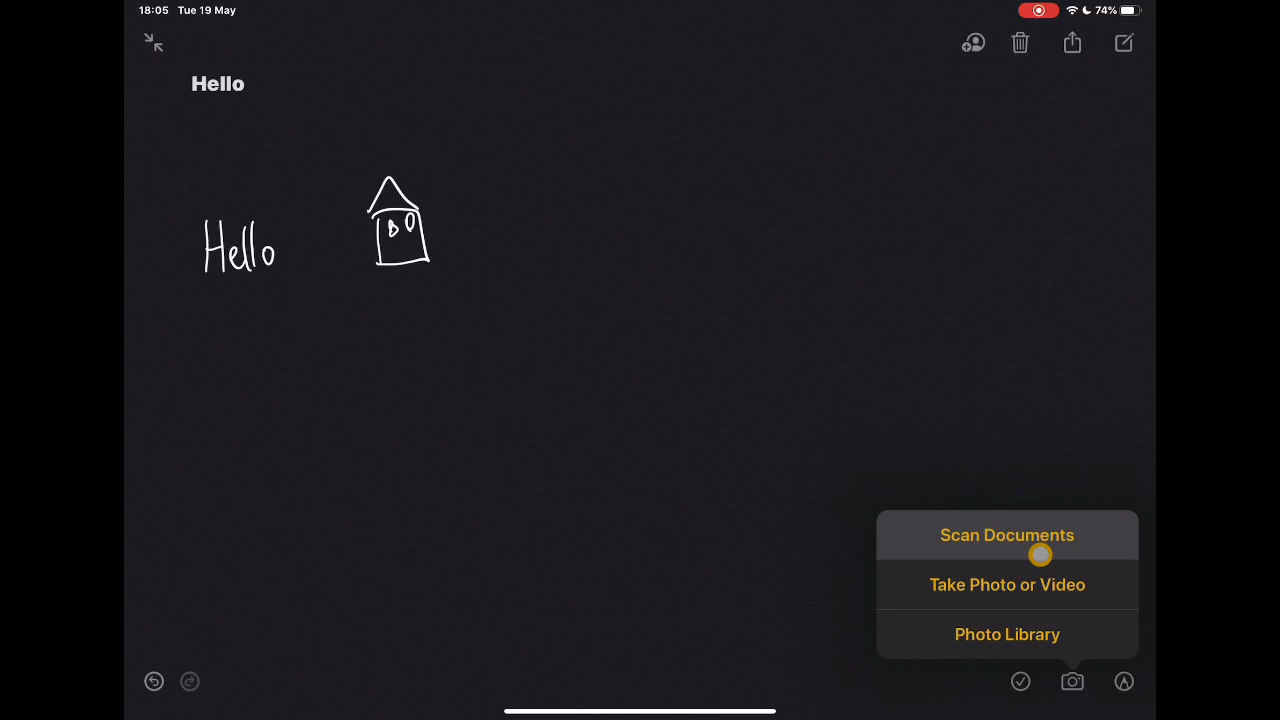 18:05 Tue 19 May 74%
Hello
Hello
Scan Documents
Take Photo or Video
Photo Library